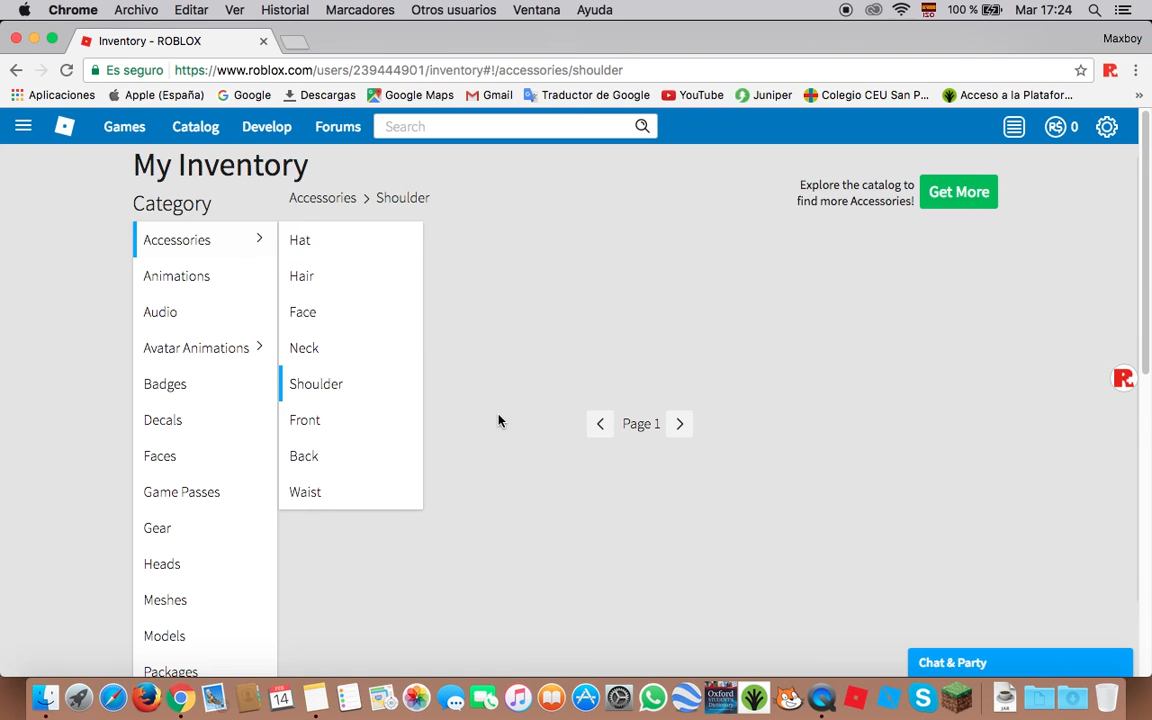 Chrome Archivo Editar Ver Historial Marcadores Otros usuarios Ventana Ayuda ISO 100 % Mar 17:24
Inventory - ROBLOX Maxboy
Es seguro https://www.roblox.com/users/239444901/inventory#!/accessories/shoulder
Aplicaciones Apple (España) Google Descargas Google Maps Gmail Traductor de Google YouTube Juniper Colegio CEU San P... Acceso a la Platafor... »
Games Catalog Develop Forums Search R$ 0
My Inventory
Explore the catalog to
find more Accessories!
Get More
Category
Accessories > Shoulder
Accessories
Animations
Audio
Avatar Animations
Badges
Decals
Faces
Game Passes
Gear
Heads
Meshes
Models
Packages
Hat
Hair
Face
Neck
Shoulder
Front
Back
Waist
Page 1
R
Chat & Party
14
Oxford